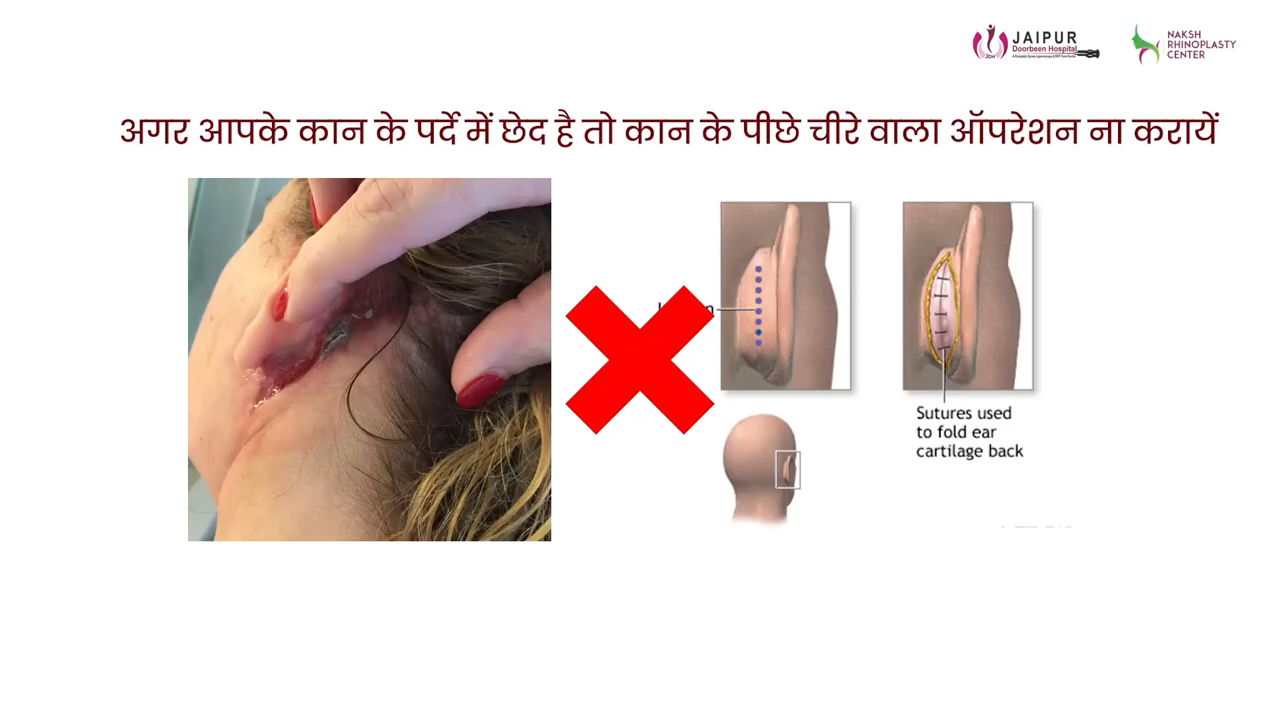 JAIPUR
Doorbeen Hospital
JDH
NAKSH
RHINOPLASTY
CENTER
अगर आपके कान के पर्दे में छेद है तो कान के पीछे चीरे वाला ऑपरेशन ना करायें
Sutures used
to fold ear
cartilage back